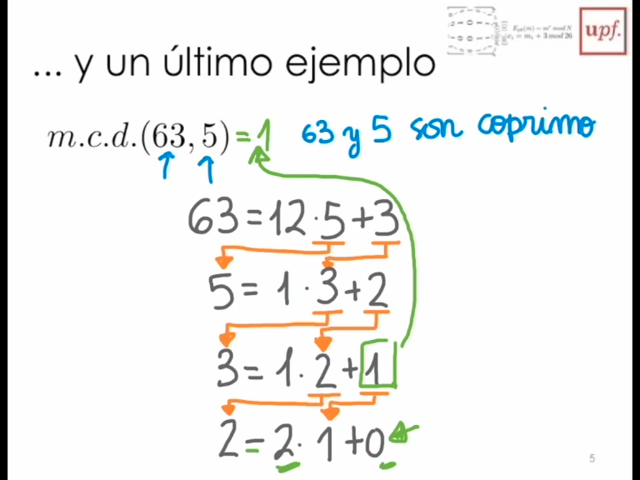 upf.
... y un último ejemplo
m.c.d.(63, 5) = 1 63 y 5 son coprimo
63 = 12 · 5 + 3
5 = 1 · 3 + 2
3 = 1 · 2 + 1
2 = 2 · 1 + 0
5